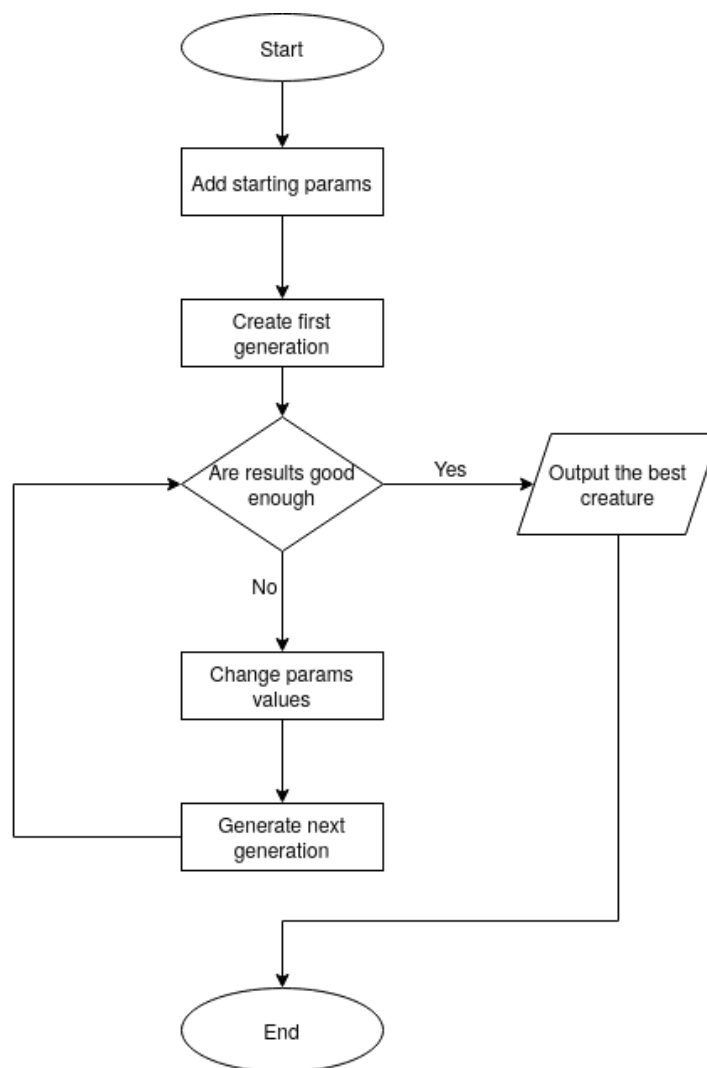 Start
Add starting params
Create first
generation
Are results good
enough
Yes
Output the best
creature
No
Change params
values
Generate next
generation
End